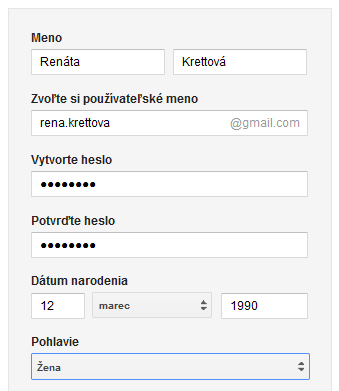 Meno
Renáta Krettová
Zvoľte si používateľské meno
rena.krettova @gmail.com
Vytvorte heslo
●●●●●●●●
Potvrďte heslo
●●●●●●●●
Dátum narodenia
12 marec 1990
Pohlavie
Žena